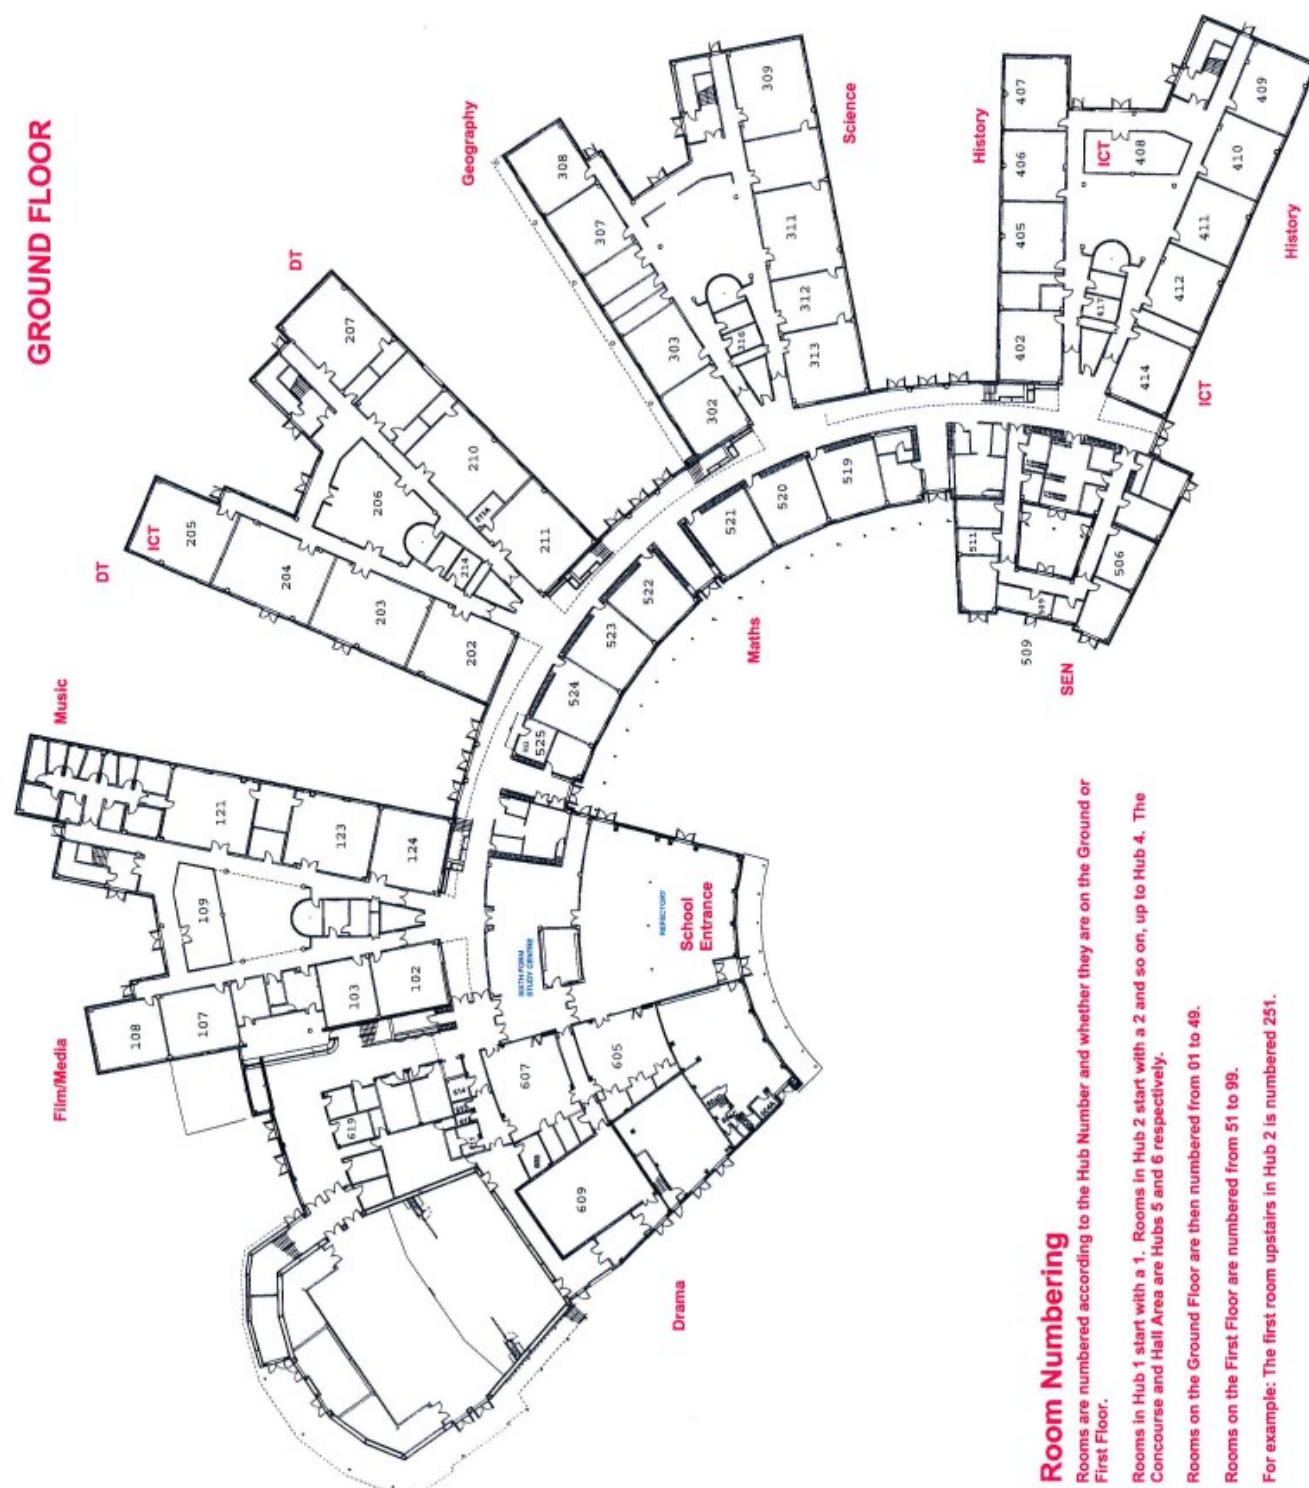 GROUND FLOOR
Geography
308
307
303
302
316
309
311
312
313
Science
History
407
406
405
402
ICT
408
409
410
411
412
414
417
History
ICT
DT
207
210
211A
211
206
214
DT
ICT
205
204
203
202
Music
121
123
124
109
103
102
108
107
Film/Media
519
520
521
522
523
524
525
Maths
511
506
509
SEN
SIXTH FORM
STUDY CENTRE
REFECTORY
School
Entrance
607
605
619
609
Drama
Room Numbering
Rooms are numbered according to the Hub Number and whether they are on the Ground or
First Floor.
Rooms in Hub 1 start with a 1. Rooms in Hub 2 start with a 2 and so on, up to Hub 4. The
Concourse and Hall Area are Hubs 5 and 6 respectively.
Rooms on the Ground Floor are then numbered from 01 to 49.
Rooms on the First Floor are numbered from 51 to 99.
For example: The first room upstairs in Hub 2 is numbered 251.